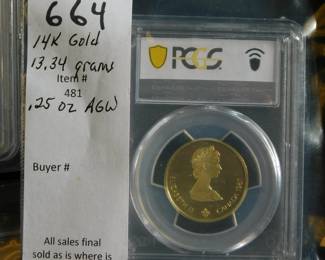 664
14K Gold
13.34 grams
Item #
481
.25 oz AGW
Buyer #
All sales final
sold as is where is
PCGS
ELIZABETH II
CANADA